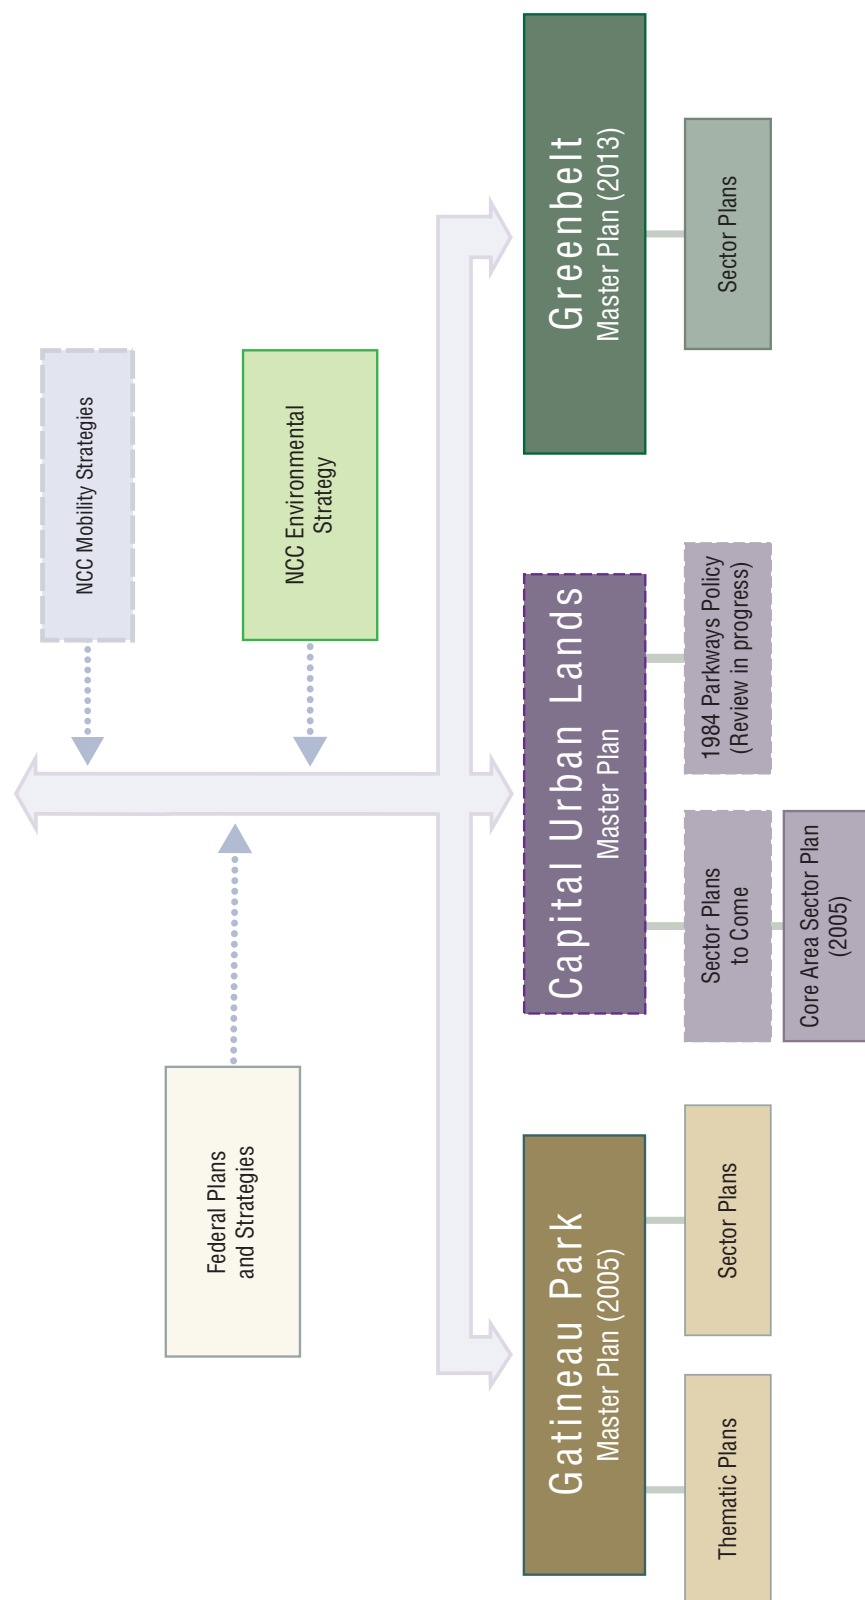 NCC Mobility Strategies
Federal Plans
and Strategies
NCC Environmental
Strategy
Gatineau Park
Master Plan (2005)
Capital Urban Lands
Master Plan
Greenbelt
Master Plan (2013)
Thematic Plans
Sector Plans
Sector Plans
to Come
1984 Parkways Policy
(Review in progress)
Sector Plans
Core Area Sector Plan
(2005)